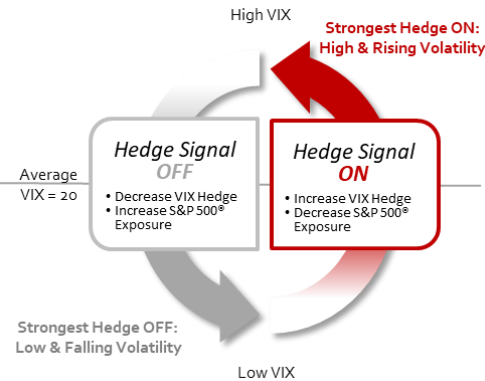 High VIX
Strongest Hedge ON:
High & Rising Volatility
Hedge Signal
OFF
• Decrease VIX Hedge
• Increase S&P 500®
Exposure
Hedge Signal
ON
• Increase VIX Hedge
• Decrease S&P 500®
Exposure
Average
VIX = 20
Strongest Hedge OFF:
Low & Falling Volatility
Low VIX